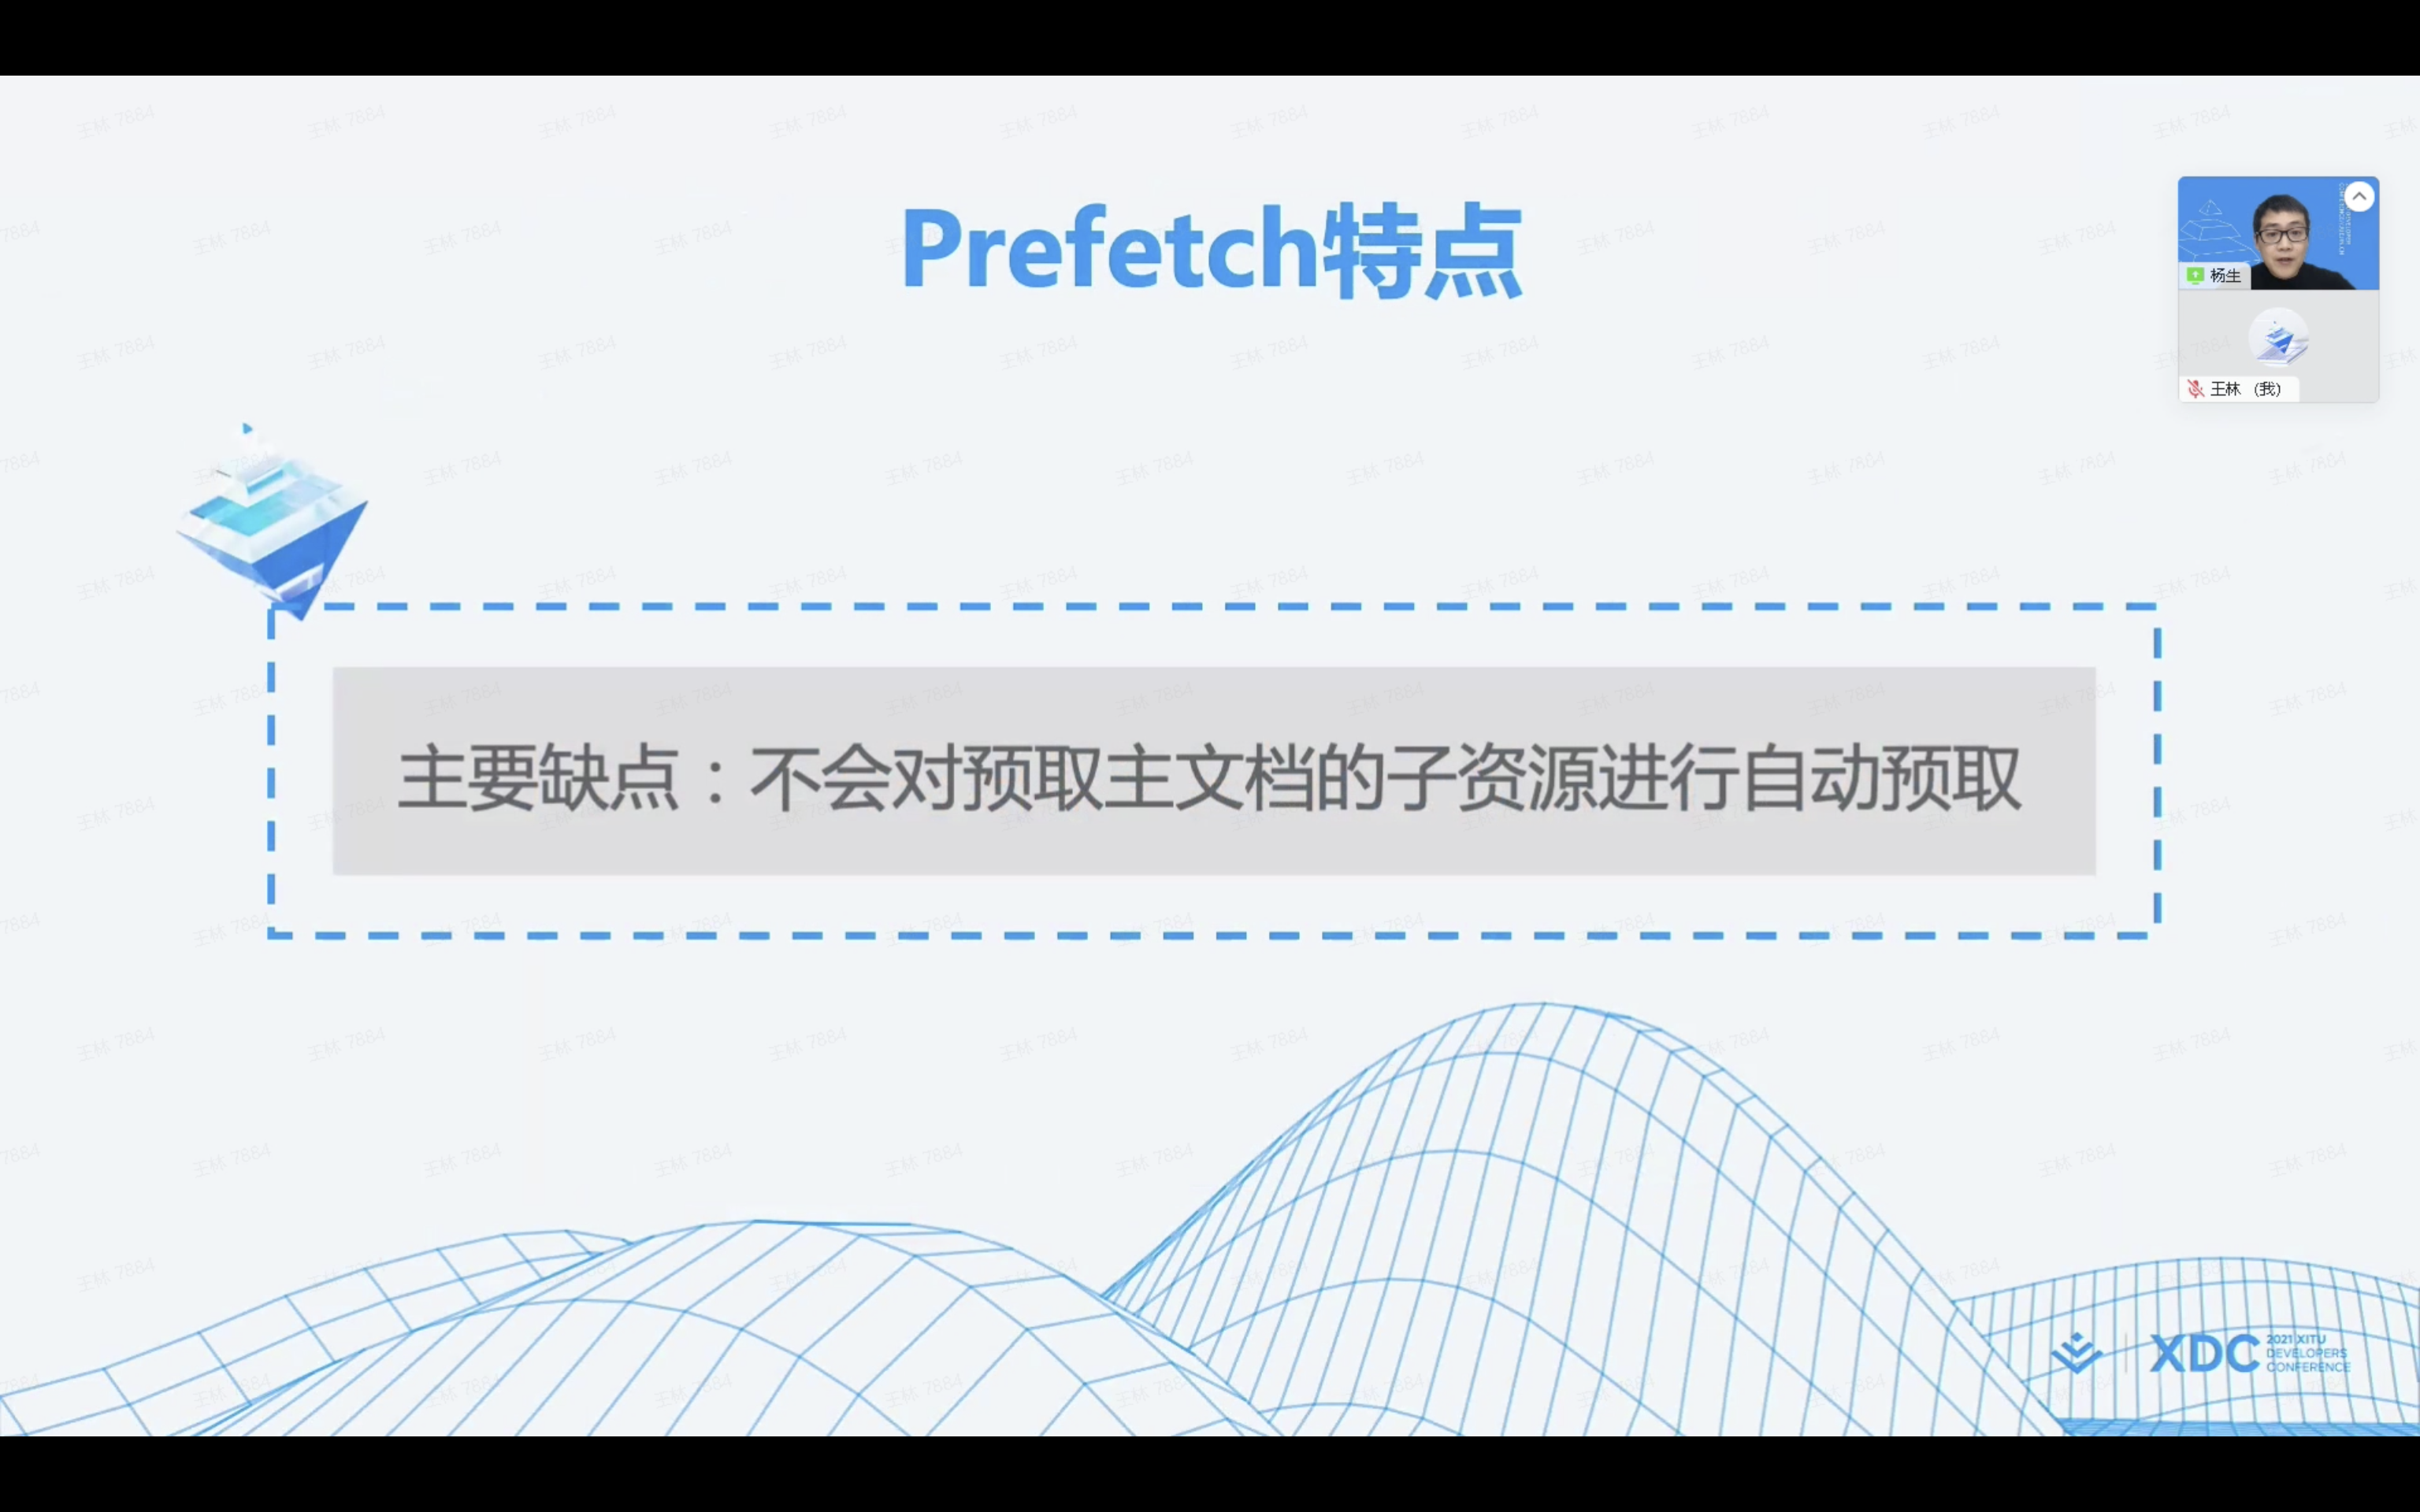 Prefetch特点
杨生
王林 (我)
主要缺点：不会对预取主文档的子资源进行自动预取
XDC
2021 XITU
DEVELOPERS
CONFERENCE
王林 7884